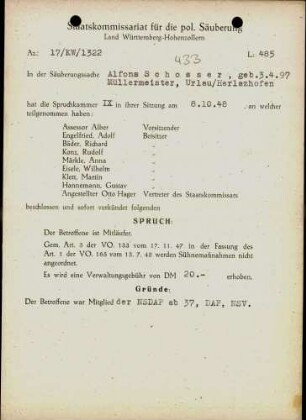 Staatskommissariat für die pol. Säuberung
Land Württemberg-Hohenzollern
Nr.: 17/KW/1322 L. 485
433
In der Säuberungssache Alfons Schosser, geb.3.4.97
Müllermeister, Urlau/Herlazhofen
hat die Spruchkammer IX in ihrer Sitzung am 8.10.48 , an welcher
teilgenommen haben:
Assessor Alber Vorsitzender
Engelfried, Adolf Beisitzer
Bäder, Richard "
Konz, Rudolf "
Märkle, Anna "
Eisele, Wilhelm "
Klett, Martin "
Hannemann, Gustav "
Angestellter Otto Hager Vertreter des Staatskommissars
beschlossen und sofort verkündet folgenden
SPRUCH:
Der Betroffene ist Mitläufer.
Gem. Art. 3 der VO. 133 vom 17. 11. 47 in der Fassung des
Art. 1 der VO. 165 vom 13. 7. 48 werden Sühnemaßnahmen nicht
angeordnet.
Es wird eine Verwaltungsgebühr von DM 20.- erhoben.
Gründe:
Der Betroffene war Mitglied der NSDAP ab 37, DAF, NSV.